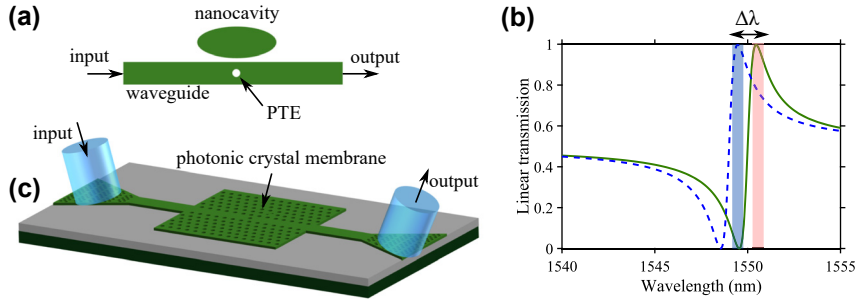 (a)
nanocavity
input
output
waveguide
PTE
(c)
input
photonic crystal membrane
output
(b)
Δλ
Linear transmission
1
0.8
0.6
0.4
0.2
0
1540
1545
1550
1555
Wavelength (nm)